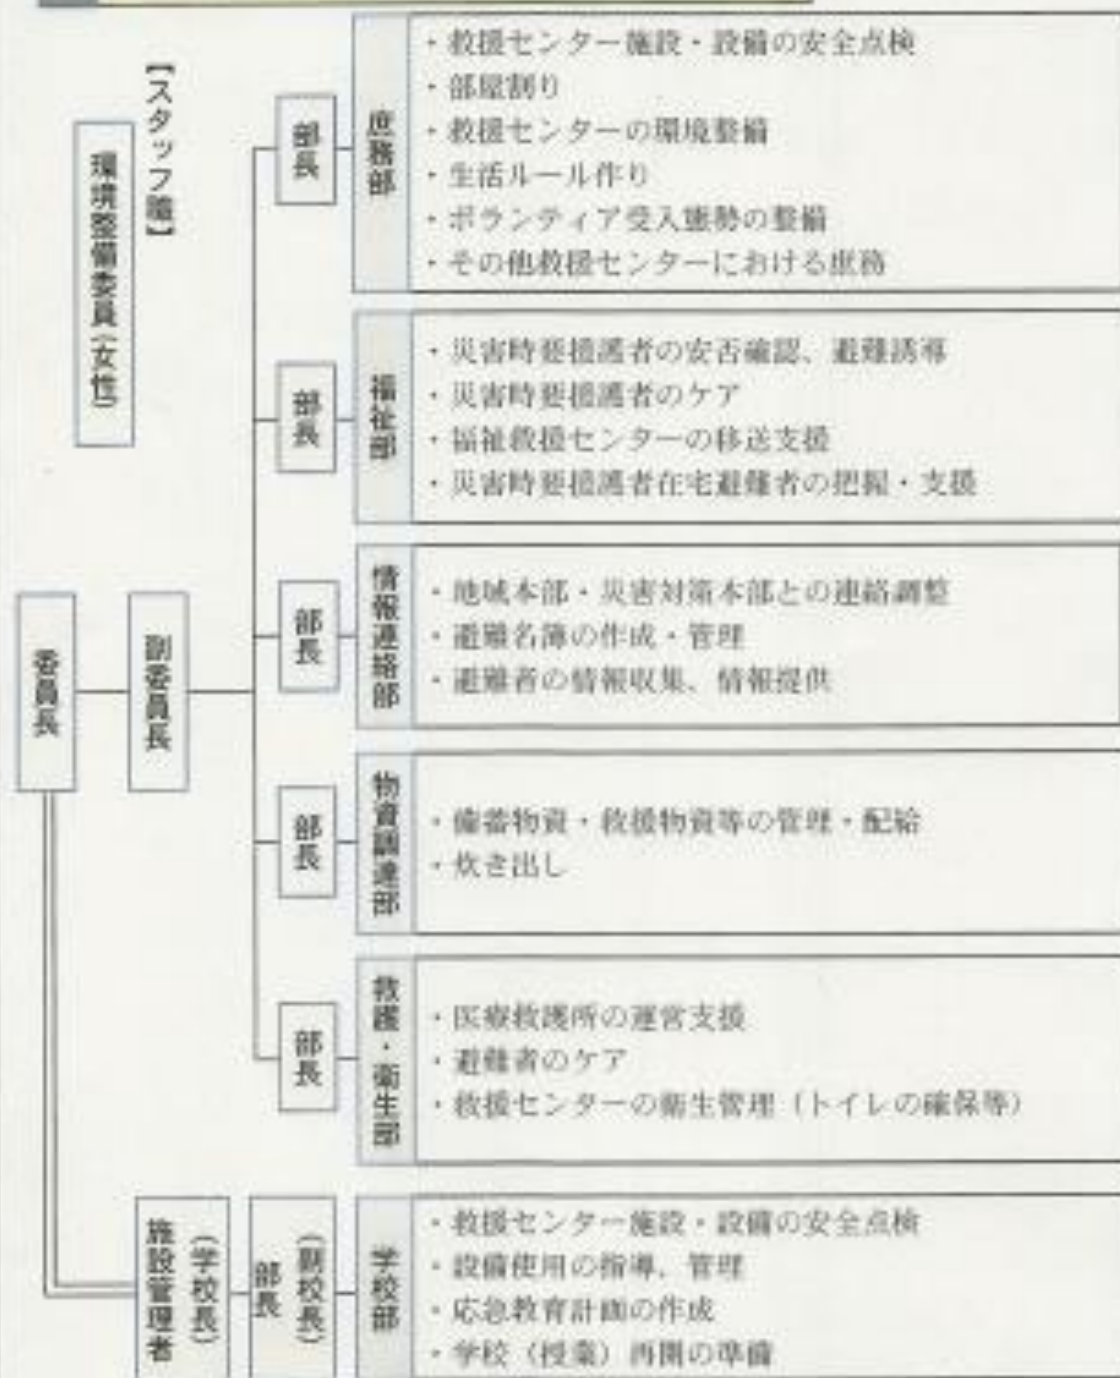 【スタッフ職】
環境整備委員(女性)
委員長
副委員長
部長
庶務部
・救援センター施設・設備の安全点検
・部屋割り
・救援センターの環境整備
・生活ルール作り
・ボランティア受入態勢の整備
・その他救援センターにおける庶務
部長
福祉部
・災害時要援護者の安否確認、避難誘導
・災害時要援護者のケア
・福祉救援センターの移送支援
・災害時要援護者在宅避難者の把握・支援
部長
情報連絡部
・地域本部・災害対策本部との連絡調整
・避難名簿の作成・管理
・避難者の情報収集、情報提供
部長
物資調達部
・備蓄物資・救援物資等の管理・配給
・炊き出し
部長
救護・衛生部
・医療救護所の運営支援
・避難者のケア
・救援センターの衛生管理（トイレの確保等）
施設管理者
(学校長)
部長
(副校長)
学校部
・救援センター施設・設備の安全点検
・設備使用の指導、管理
・応急教育計画の作成
・学校（授業）再開の準備